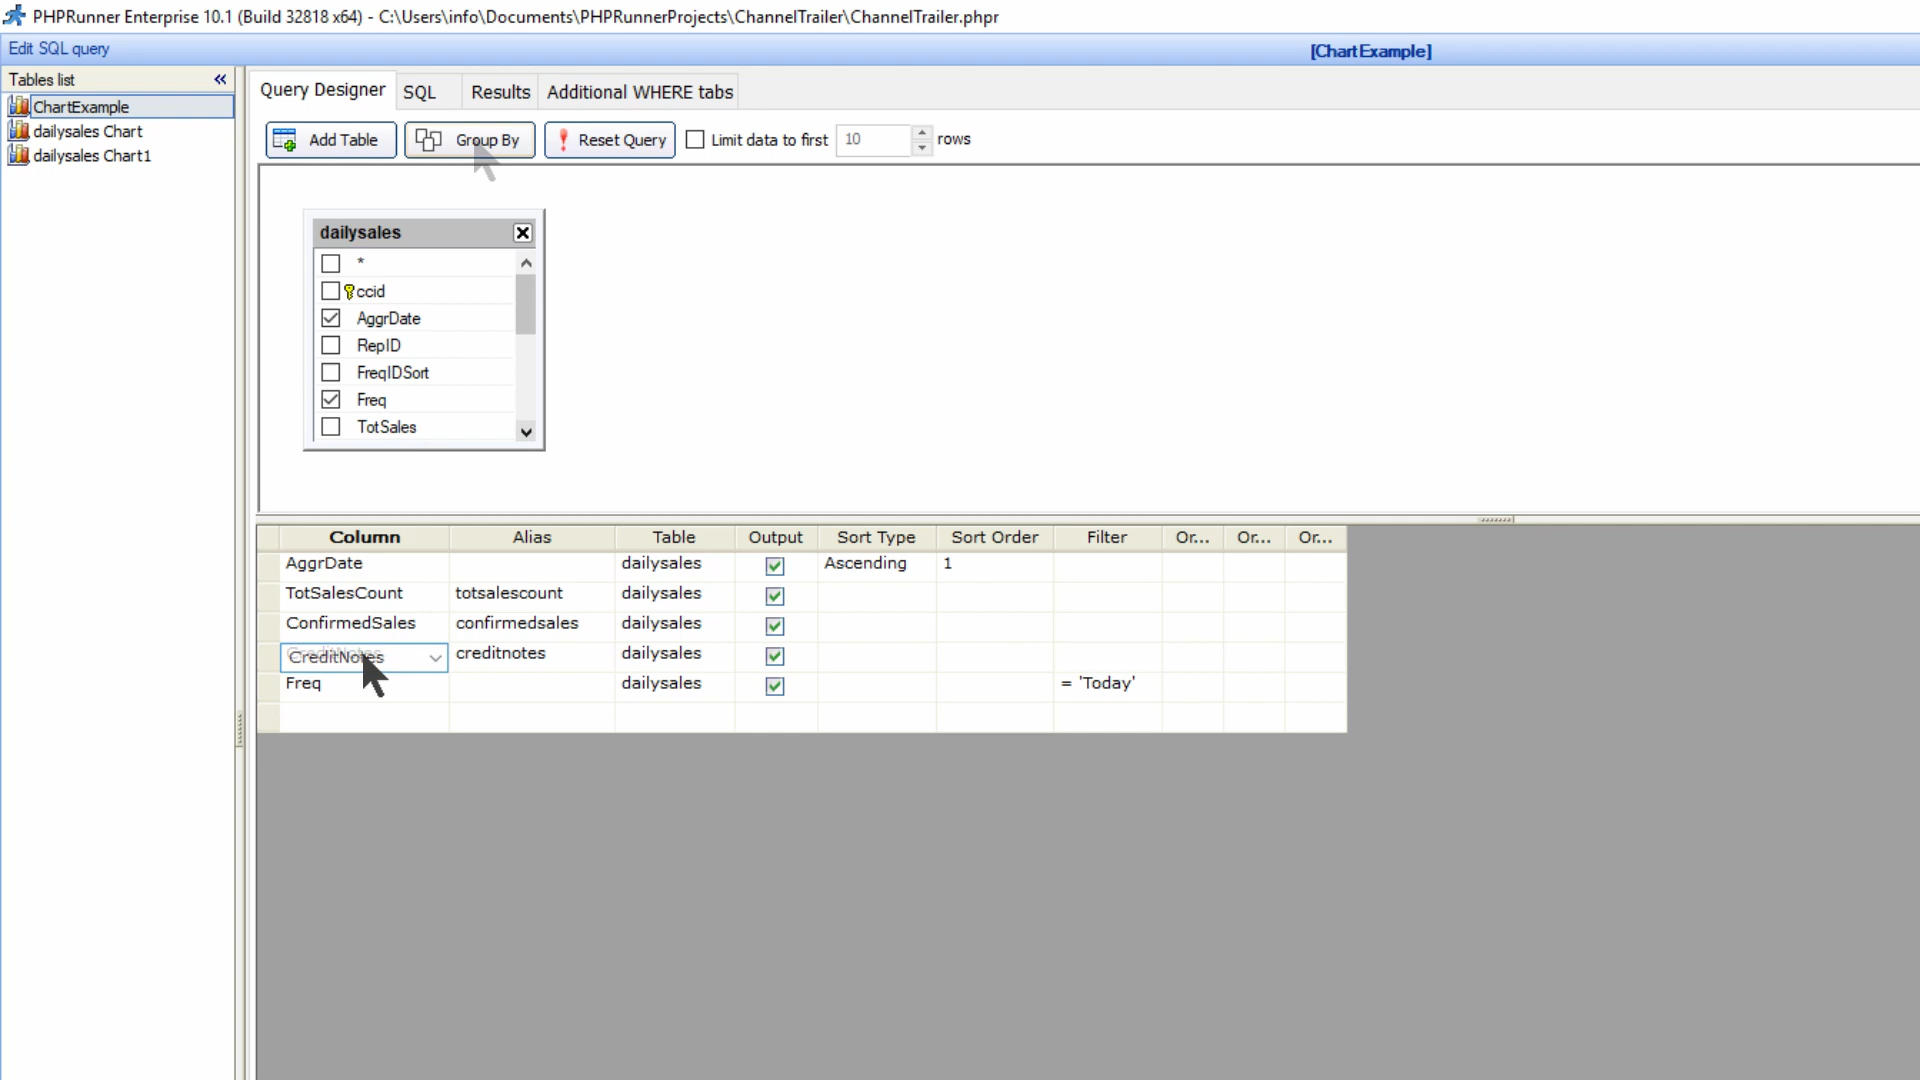 PHPRunner Enterprise 10.1 (Build 32818 x64) - C:\Users\info\Documents\PHPRunnerProjects\ChannelTrailer\ChannelTrailer.phpr
Edit SQL query
[ChartExample]
Tables list «
ChartExample
dailysales Chart
dailysales Chart1
Query Designer SQL Results Additional WHERE tabs
Add Table Group By Reset Query Limit data to first 10 rows
dailysales
*
ccid
AggrDate
RepID
FreqIDSort
Freq
TotSales
Column Alias Table Output Sort Type Sort Order Filter Or... Or... Or...
AggrDate dailysales Ascending 1
TotSalesCount totsalescount dailysales
ConfirmedSales confirmedsales dailysales
CreditNotes creditnotes dailysales
Freq dailysales = 'Today'